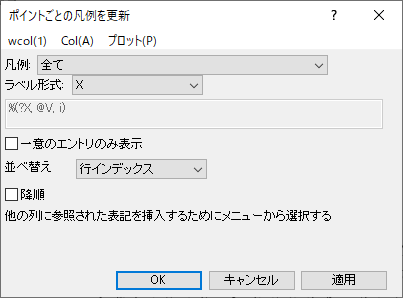 ポイントごとの凡例を更新 ?
wcol(1) Col(A) プロット(P)
凡例: 全て
ラベル形式: X
%(?X, @V, i)
一意のエントリのみ表示
並べ替え 行インデックス
降順
他の列に参照された表記を挿入するためにメニューから選択する
OK キャンセル 適用